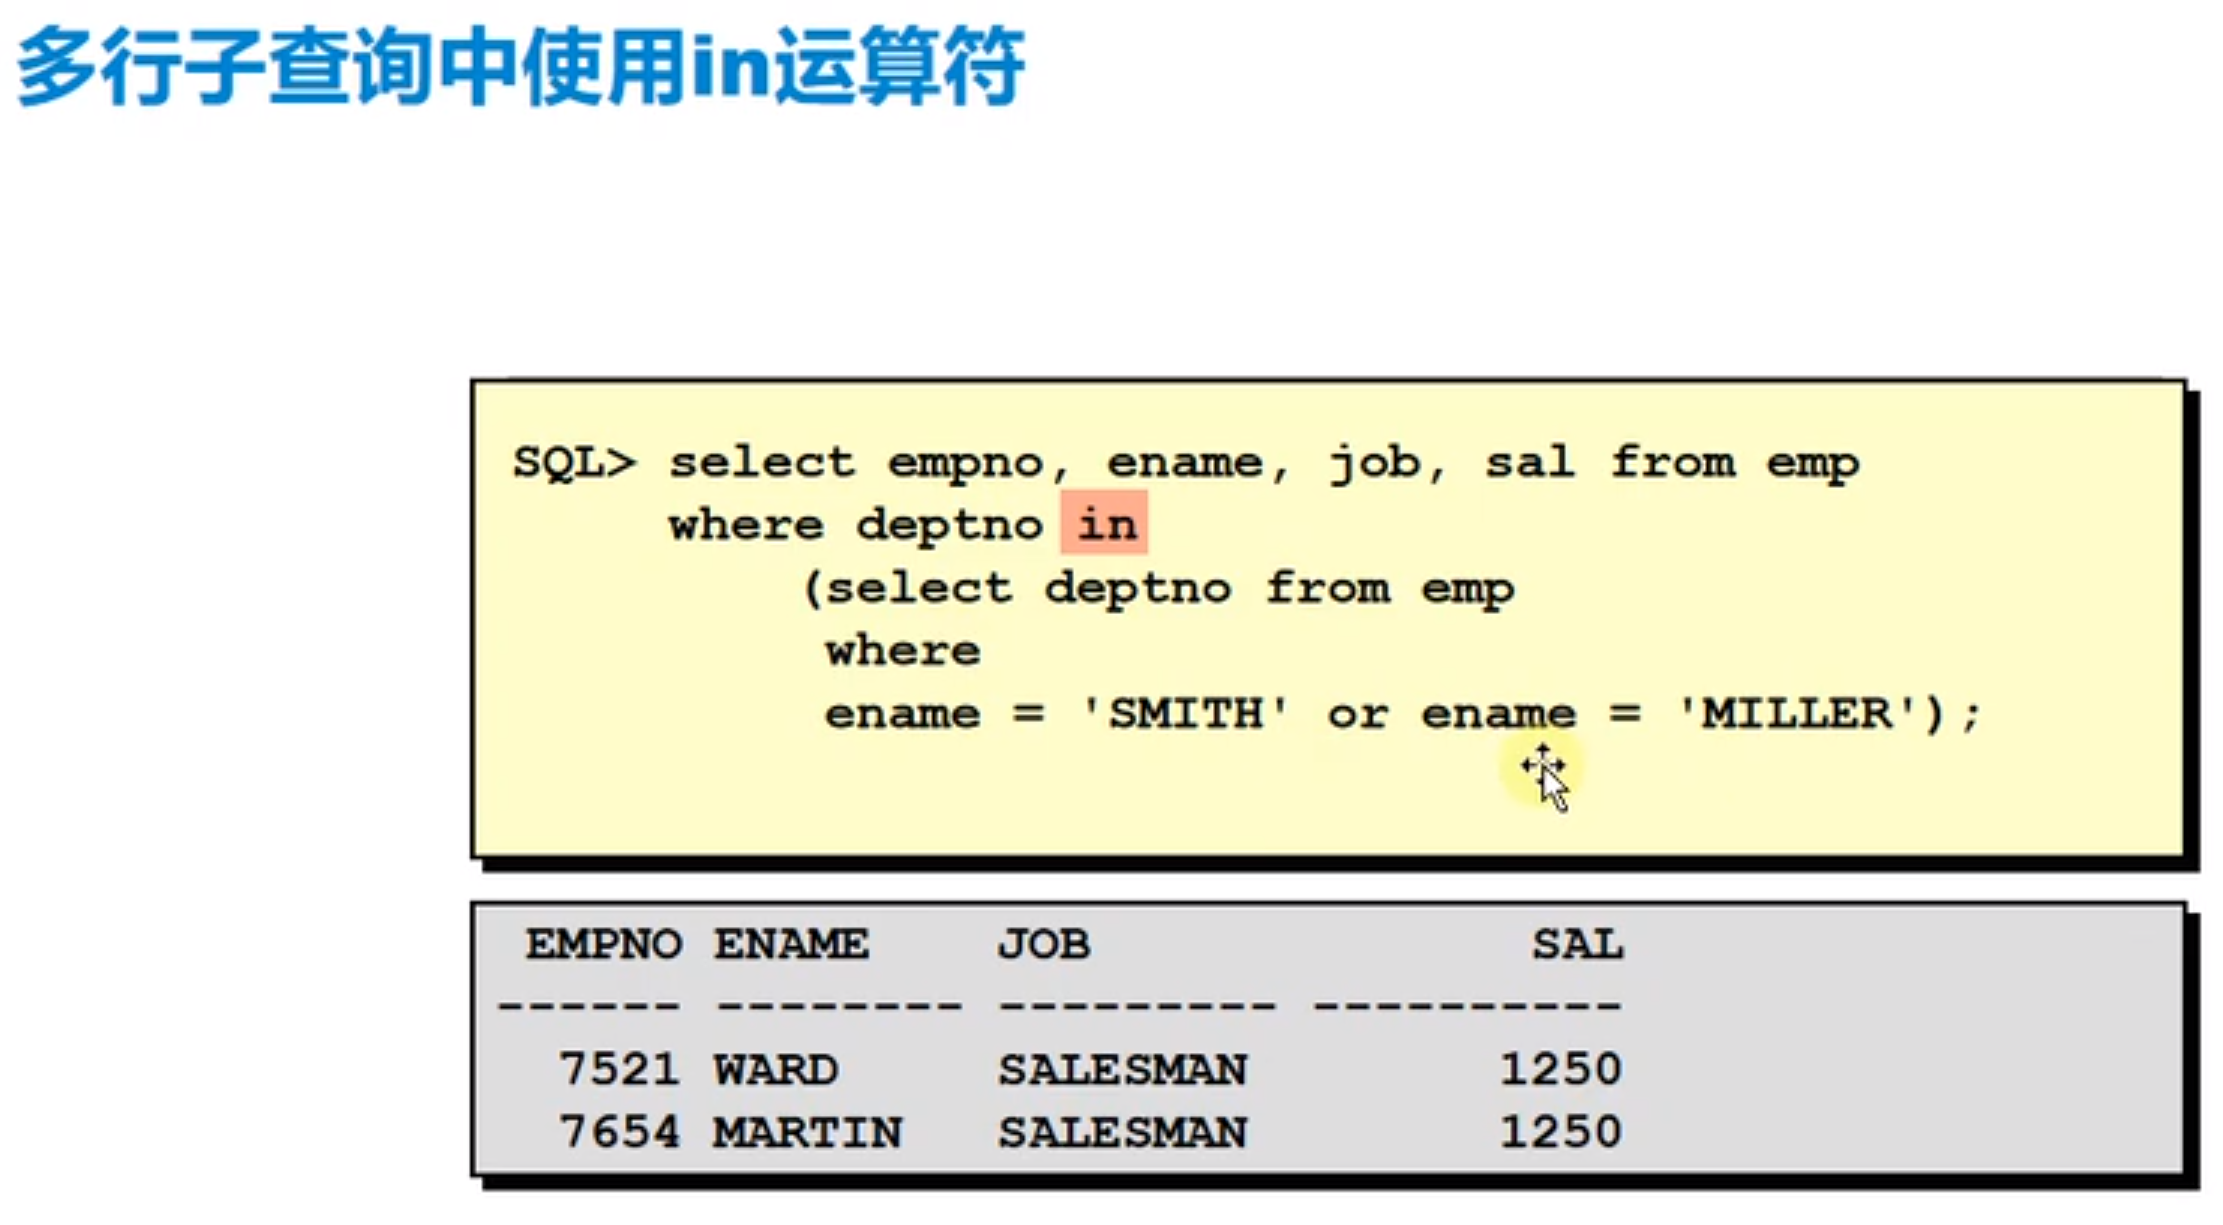 多行子查询中使用in运算符
SQL> select empno, ename, job, sal from emp
where deptno in
(select deptno from emp
where
ename = 'SMITH' or ename = 'MILLER');
EMPNO ENAME JOB SAL
------ -------- --------- ----------
7521 WARD SALESMAN 1250
7654 MARTIN SALESMAN 1250